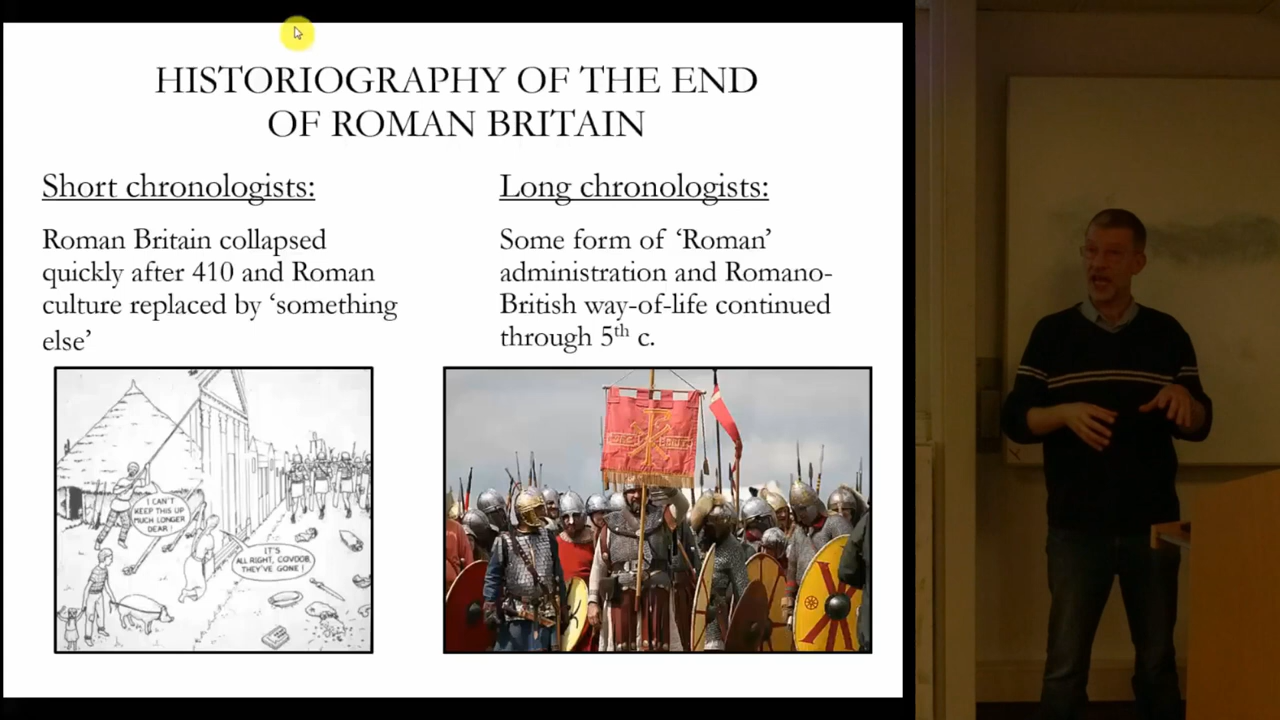 HISTORIOGRAPHY OF THE END
OF ROMAN BRITAIN
Short chronologists:
Roman Britain collapsed
quickly after 410 and Roman
culture replaced by ‘something
else’
I CAN'T
KEEP THIS UP
MUCH LONGER
DEAR!
IT'S
ALL RIGHT, COVDOB,
THEY'VE GONE!
Long chronologists:
Some form of ‘Roman’
administration and Romano-
British way-of-life continued
through 5th c.